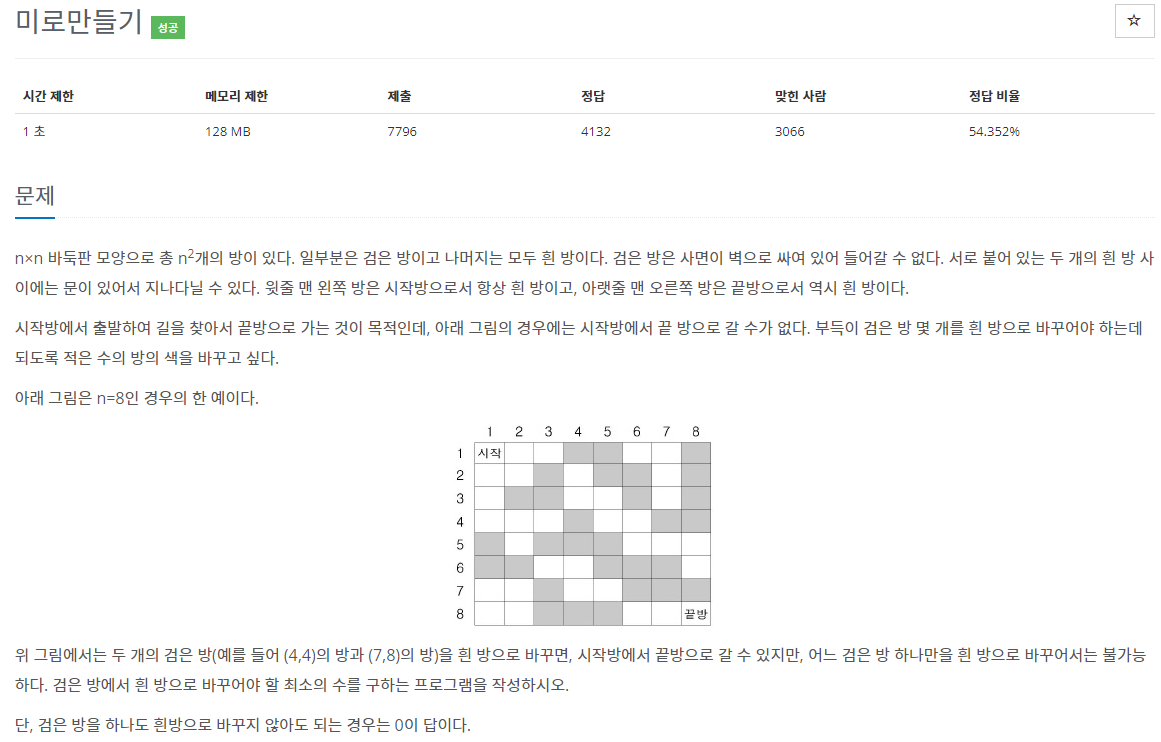 미로만들기 성공
☆
시간 제한 메모리 제한 제출 정답 맞힌 사람 정답 비율
1 초 128 MB 7796 4132 3066 54.352%
문제
n×n 바둑판 모양으로 총 n2개의 방이 있다. 일부분은 검은 방이고 나머지는 모두 흰 방이다. 검은 방은 사면이 벽으로 싸여 있어 들어갈 수 없다. 서로 붙어 있는 두 개의 흰 방 사
이에는 문이 있어서 지나다닐 수 있다. 윗줄 맨 왼쪽 방은 시작방으로서 항상 흰 방이고, 아랫줄 맨 오른쪽 방은 끝방으로서 역시 흰 방이다.
시작방에서 출발하여 길을 찾아서 끝방으로 가는 것이 목적인데, 아래 그림의 경우에는 시작방에서 끝 방으로 갈 수가 없다. 부득이 검은 방 몇 개를 흰 방으로 바꾸어야 하는데
되도록 적은 수의 방의 색을 바꾸고 싶다.
아래 그림은 n=8인 경우의 한 예이다.
1 2 3 4 5 6 7 8
1 시작
2
3
4
5
6
7
8 끝방
위 그림에서는 두 개의 검은 방(예를 들어 (4,4)의 방과 (7,8)의 방)을 흰 방으로 바꾸면, 시작방에서 끝방으로 갈 수 있지만, 어느 검은 방 하나만을 흰 방으로 바꾸어서는 불가능
하다. 검은 방에서 흰 방으로 바꾸어야 할 최소의 수를 구하는 프로그램을 작성하시오.
단, 검은 방을 하나도 흰방으로 바꾸지 않아도 되는 경우는 0이 답이다.